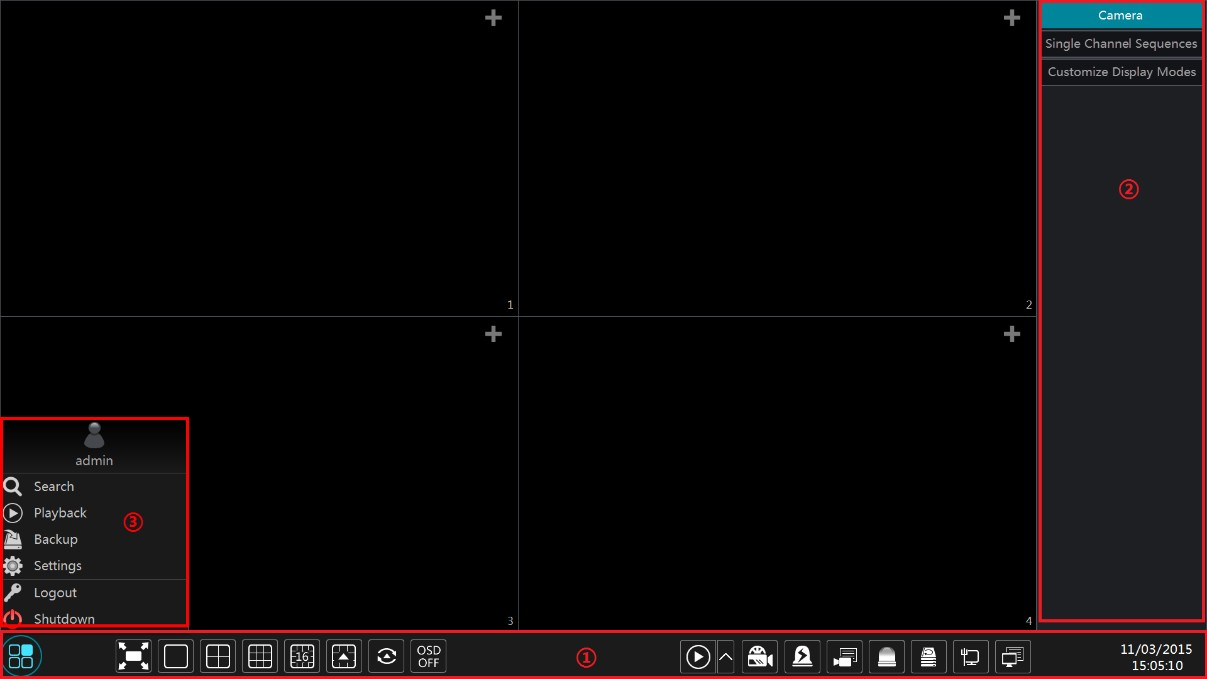 Camera
Single Channel Sequences
Customize Display Modes
②
1
2
admin
Search
Playback
③
Backup
Settings
Logout
Shutdown
3
4
16
OSD
OFF
①
11/03/2015
15:05:10